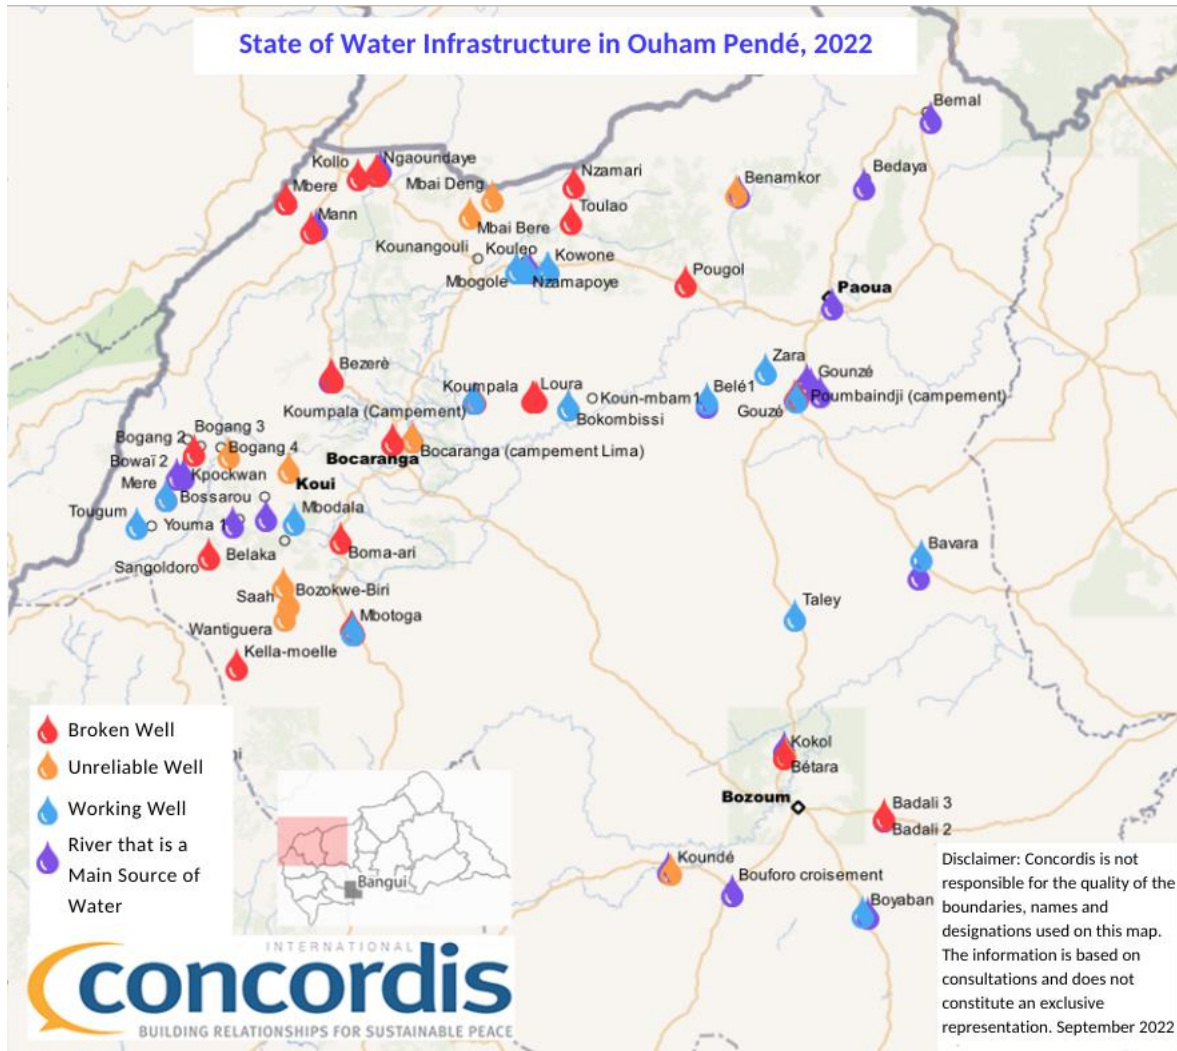 State of Water Infrastructure in Ouham Pendé, 2022
Bemal
Kollo
Ngaoundaye
Nzamari
Bedaya
Mbere
Mbai Deng
Benamkor
Mann
Toulao
Mbai Bere
Kounangouli
Kouleo
Kowone
Mbogole
Nzamapoye
Pougol
Paoua
Bezerè
Zara
Koumpala
Loura
Koun-mbam1
Belé1
Gounzé
Koumpala (Campement)
Bokombissi
Gouzé
Poumbaindji (campement)
Bogang 3
Bogang 2
Bogang 4
Bocaranga
Bocaranga (campement Lima)
Bowaï 2
Kpockwan
Mere
Koui
Bossarou
Tougum
Youma 1
Mbodala
Belaka
Boma-ari
Bavara
Sangoldoro
Saah
Bozokwe-Biri
Taley
Wantiguera
Mbotoga
Kella-moelle
Kokol
Bétara
Bozoum
Badali 3
Badali 2
Koundé
Bouforo croisement
Boyaban
Broken Well
Unreliable Well
Working Well
River that is a
Main Source of
Water
Bangui
INTERNATIONAL
concordis
BUILDING RELATIONSHIPS FOR SUSTAINABLE PEACE
Disclaimer: Concordis is not
responsible for the quality of the
boundaries, names and
designations used on this map.
The information is based on
consultations and does not
constitute an exclusive
representation. September 2022